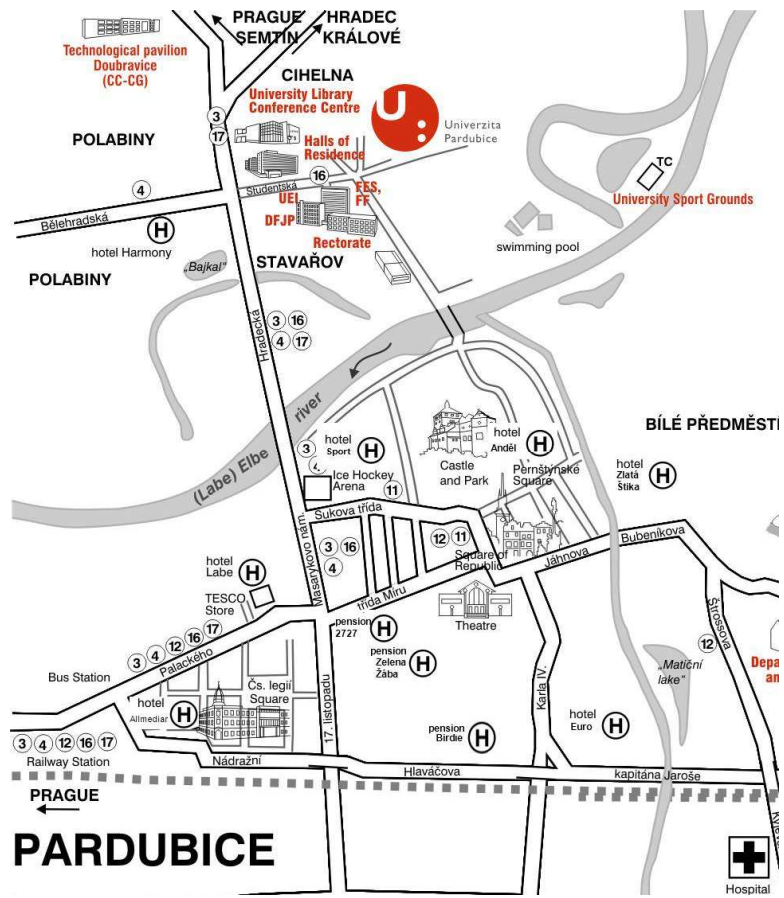 PRAGUE
SEMTÍN
HRADEC
KRÁLOVÉ
Technological pavilion
Doubravice
(CC-CG)
CIHELNA
University Library
Conference Centre
U:
Univerzita
Pardubice
3
17
POLABINY
Halls of
Residence
16
Studentská
TC
University Sport Grounds
4
Bělehradská
H
hotel Harmony
UEI
FES,
FF
DFJP
Rectorate
swimming pool
„Bajkal"
STAVAŘOV
POLABINY
Hradecká
3 16
4 17
(Labe) Elbe river
BÍLÉ PŘEDMĚSTÍ
3
4
hotel
Sport
H
Ice Hockey
Arena
11
Castle
and Park
hotel
Anděl
H
Pernštýnské
Square
hotel
Zlatá
Štika
H
Sukova třída
Masarykovo nám.
3 16
4
12 11
Square of
Republic
Jáhnova
Bubeníkova
hotel
Labe
H
TESCO
Store
třída Míru
Theatre
Štrossova
12
pension
2727
H
3 4 12 16 17
Palackého
Bus Station
pension
Zelena
Žába
H
„Matiční
lake"
Depa
an
Čs. legií
Square
hotel
Allmediar
H
17. listopadu
Karla IV.
pension
Birdie
H
hotel
Euro
H
3 4 12 16 17
Railway Station
Nádražní
Hlaváčova
kapitána Jaroše
PRAGUE
PARDUBICE
Hospital